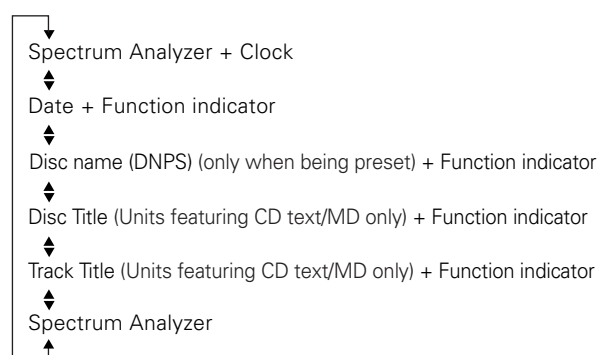 Spectrum Analyzer + Clock
Date + Function indicator
Disc name (DNPS) (only when being preset) + Function indicator
Disc Title (Units featuring CD text/MD only) + Function indicator
Track Title (Units featuring CD text/MD only) + Function indicator
Spectrum Analyzer